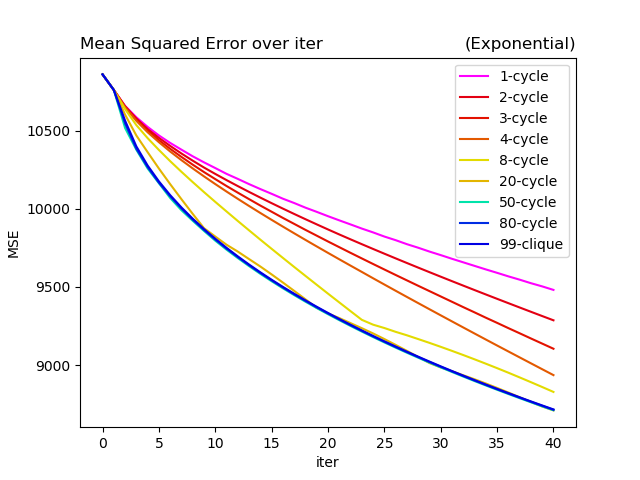 Mean Squared Error over iter (Exponential)
1-cycle
2-cycle
3-cycle
4-cycle
8-cycle
20-cycle
50-cycle
80-cycle
99-clique
10500
10000
9500
9000
MSE
0 5 10 15 20 25 30 35 40
iter